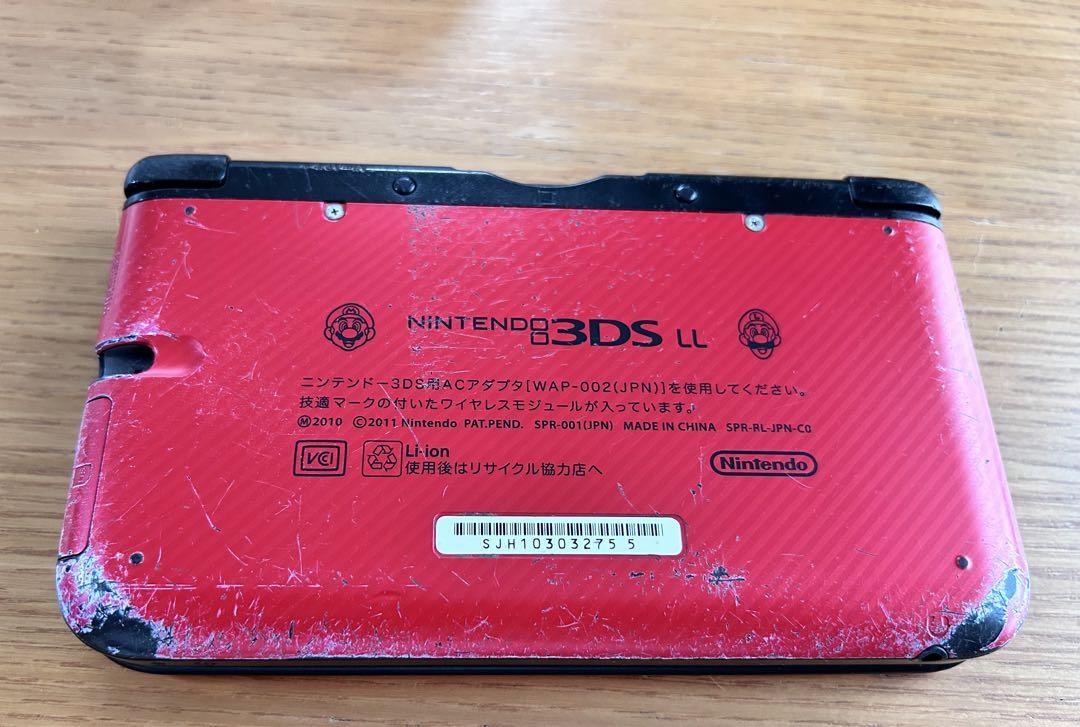 NINTENDO 3DS LL
ニンテンドー3DS用ACアダプタ[WAP-002(JPN)]を使用してください。
技適マークの付いたワイヤレスモジュールが入っています。
Ⓜ2010 ©2011 Nintendo PAT.PEND. SPR-001(JPN) MADE IN CHINA SPR-RL-JPN-C0
VCI Li-ion
使用後はリサイクル協力店へ
Nintendo
SJH103032755